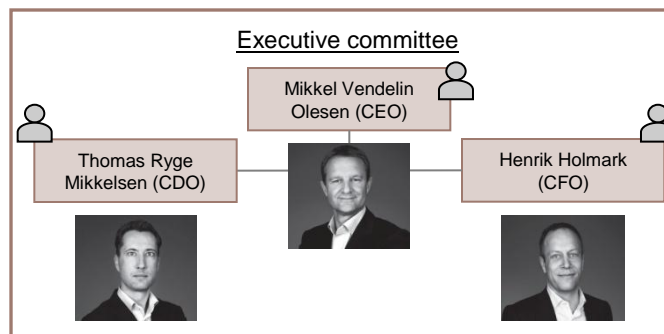 Executive committee
Mikkel Vendelin
Olesen (CEO)
Thomas Ryge
Mikkelsen (CDO)
Henrik Holmark
(CFO)